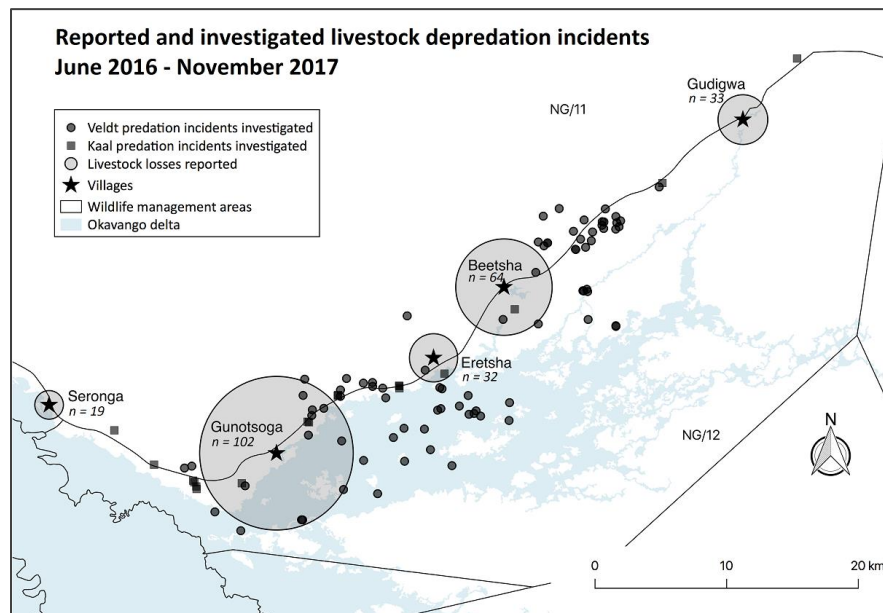 Reported and investigated livestock depredation incidents
June 2016 - November 2017
Veldt predation incidents investigated
Kaal predation incidents investigated
Livestock losses reported
Villages
Wildlife management areas
Okavango delta
NG/11
Gudigwa
n = 33
Beetsha
n = 64
Eretsha
n = 32
Seronga
n = 19
Gunotsoga
n = 102
NG/12
N
0 10 20 km